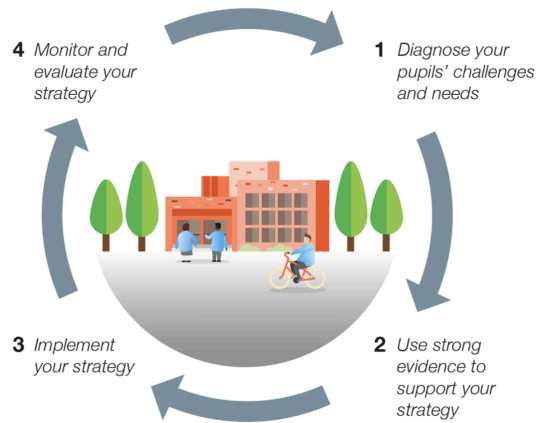 1 Diagnose your
pupils' challenges
and needs
2 Use strong
evidence to
support your
strategy
3 Implement
your strategy
4 Monitor and
evaluate your
strategy